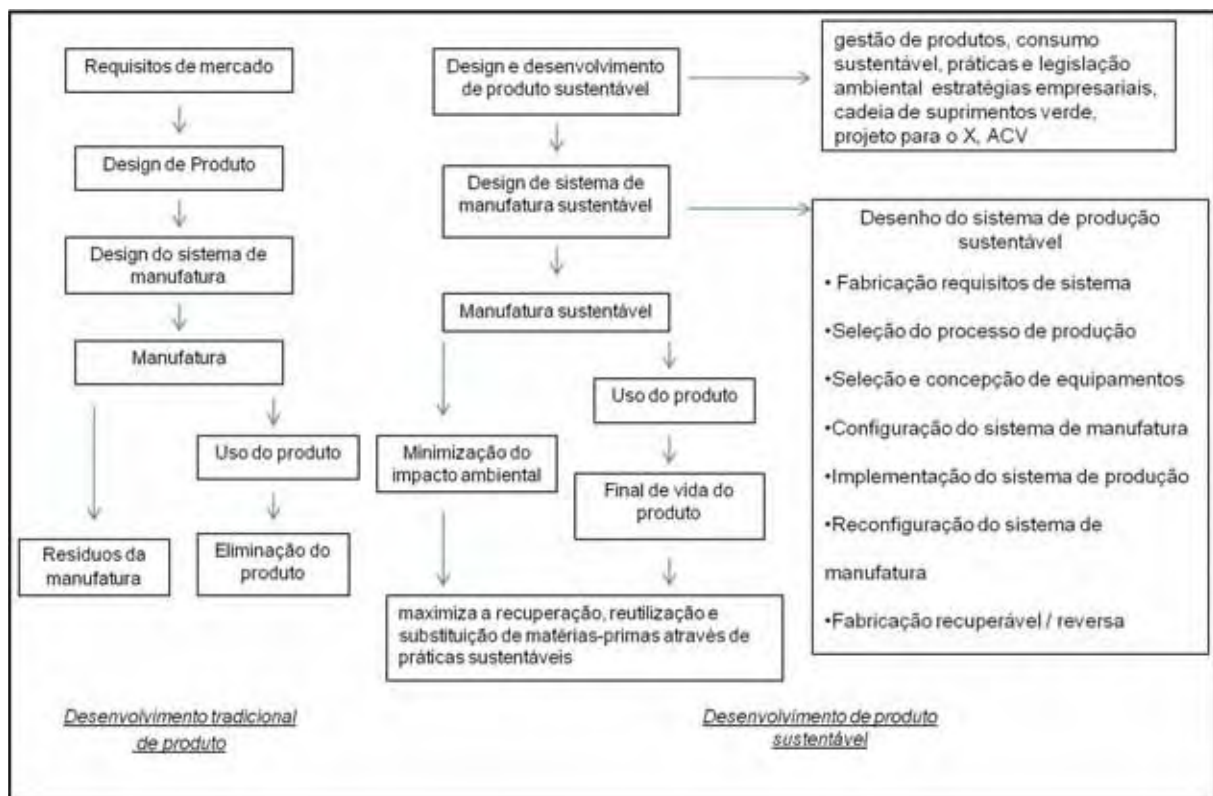 Requisitos de mercado
Design de Produto
Design do sistema de
manufatura
Manufatura
Uso do produto
Resíduos da
manufatura
Eliminação do
produto
Desenvolvimento tradicional
de produto
Design e desenvolvimento
de produto sustentável
Design de sistema de
manufatura sustentável
Manufatura sustentável
Uso do produto
Minimização do
impacto ambiental
Final de vida do
produto
maximiza a recuperação, reutilização e
substituição de matérias-primas através de
práticas sustentáveis
gestão de produtos, consumo
sustentável, práticas e legislação
ambiental estratégias empresariais,
cadeia de suprimentos verde,
projeto para o X, ACV
Desenho do sistema de produção
sustentável
• Fabricação requisitos de sistema
•Seleção do processo de produção
•Seleção e concepção de equipamentos
•Configuração do sistema de manufatura
•Implementação do sistema de produção
•Reconfiguração do sistema de
manufatura
•Fabricação recuperável / reversa
Desenvolvimento de produto
sustentável